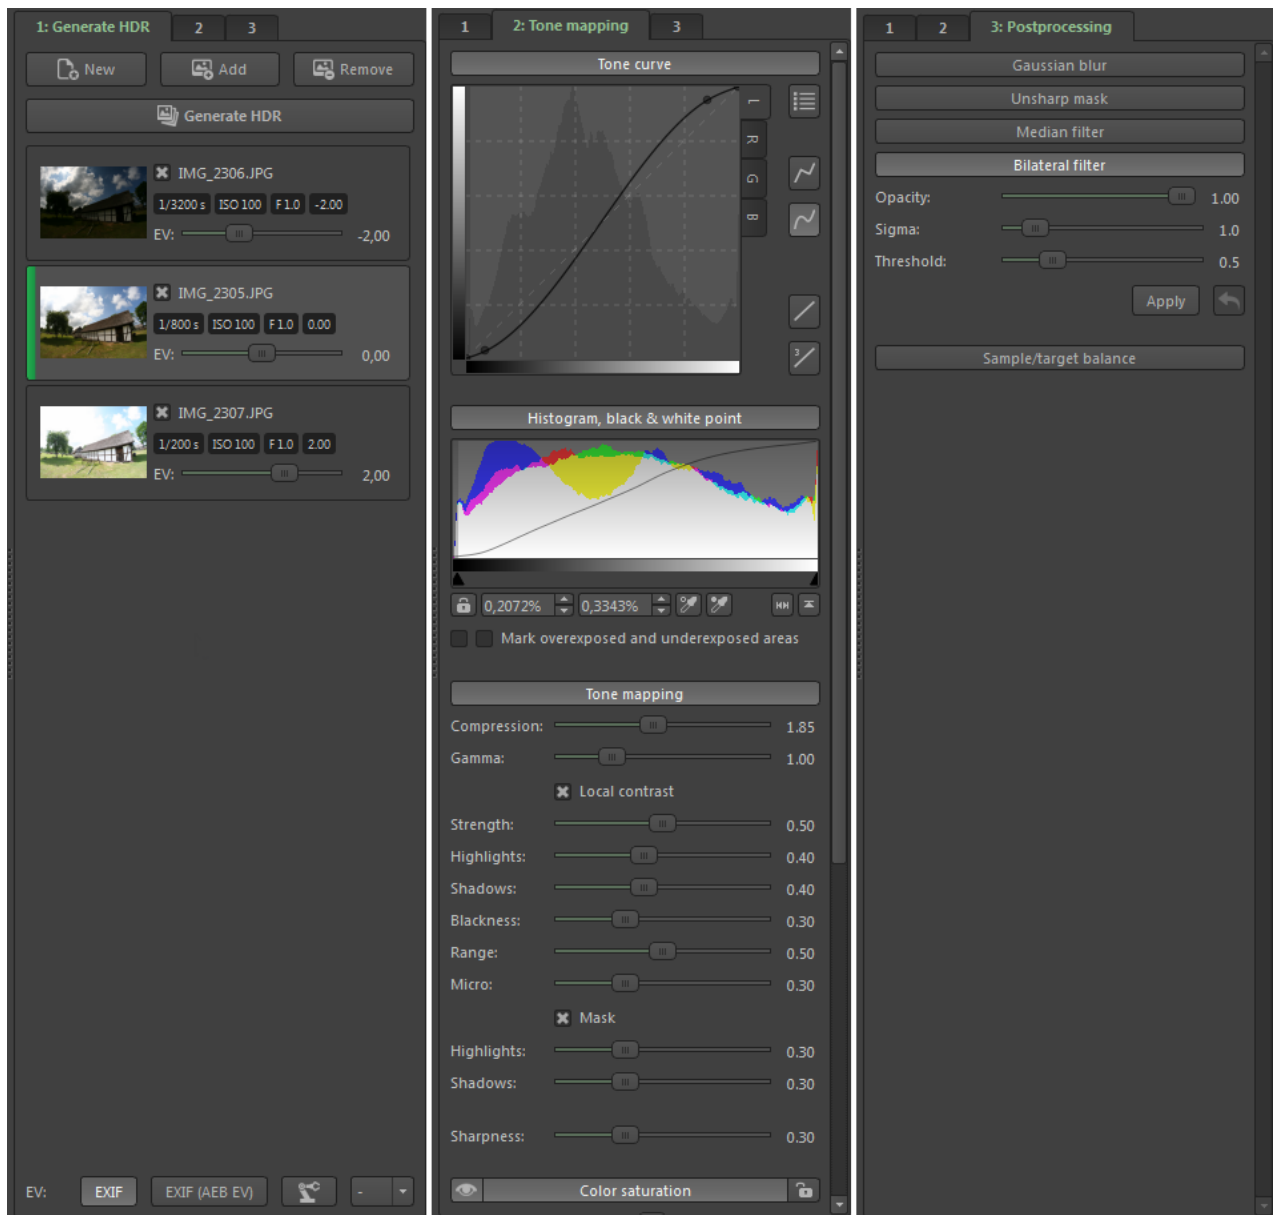 1: Generate HDR 2 3
New Add Remove
Generate HDR
IMG_2306.JPG
1/3200 s ISO 100 F 1.0 -2.00
EV: -2,00
IMG_2305.JPG
1/800 s ISO 100 F 1.0 0.00
EV: 0,00
IMG_2307.JPG
1/200 s ISO 100 F 1.0 2.00
EV: 2,00
EV: EXIF EXIF (AEB EV) -
1 2: Tone mapping 3
Tone curve
L
R
G
B
3
Histogram, black & white point
0,2072% 0,3343%
Mark overexposed and underexposed areas
Tone mapping
Compression: 1.85
Gamma: 1.00
Local contrast
Strength: 0.50
Highlights: 0.40
Shadows: 0.40
Blackness: 0.30
Range: 0.50
Micro: 0.30
Mask
Highlights: 0.30
Shadows: 0.30
Sharpness: 0.30
Color saturation
1 2 3: Postprocessing
Gaussian blur
Unsharp mask
Median filter
Bilateral filter
Opacity: 1.00
Sigma: 1.0
Threshold: 0.5
Apply
Sample/target balance